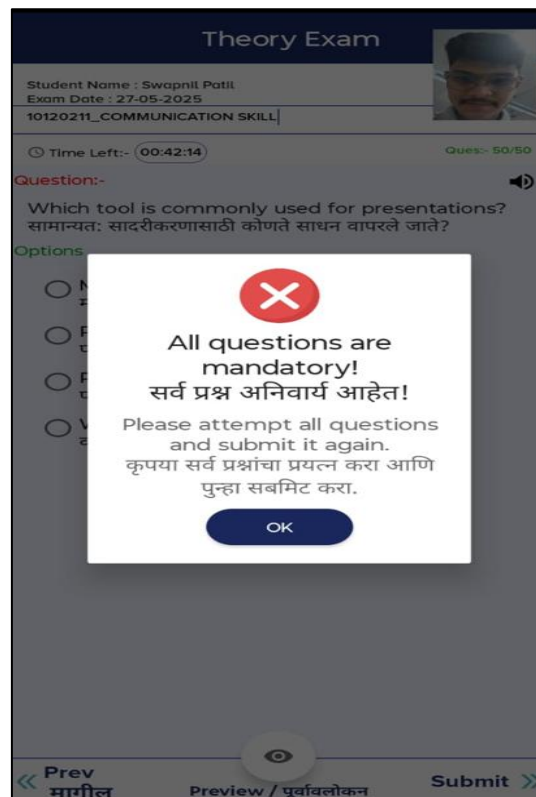 Theory Exam
Student Name : Swapnil Patil
Exam Date : 27-05-2025
10120211_COMMUNICATION SKILL
Time Left:- 00:42:14
Ques:- 50/50
Question:-
Which tool is commonly used for presentations?
सामान्यत: सादरीकरणासाठी कोणते साधन वापरले जाते?
Options
All questions are
mandatory!
सर्व प्रश्न अनिवार्य आहेत!
Please attempt all questions
and submit it again.
कृपया सर्व प्रश्नांचा प्रयत्न करा आणि
पुन्हा सबमिट करा.
OK
Prev
मागील
Preview / पूर्वावलोकन
Submit